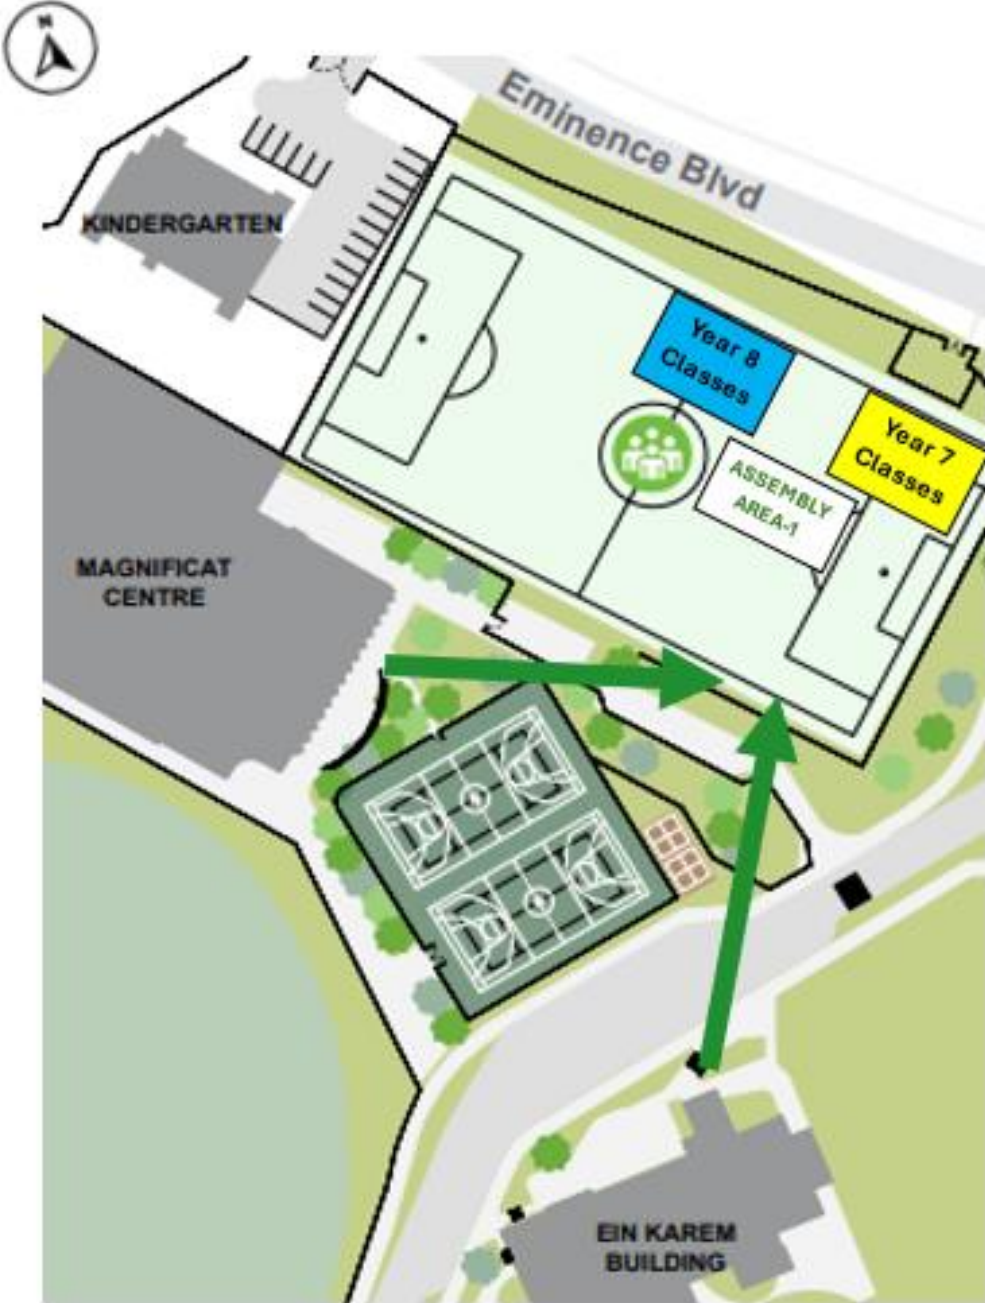 N
Eminence Blvd
KINDERGARTEN
Year 8
Classes
Year 7
Classes
ASSEMBLY
AREA-1
MAGNIFICAT
CENTRE
EIN KAREM
BUILDING